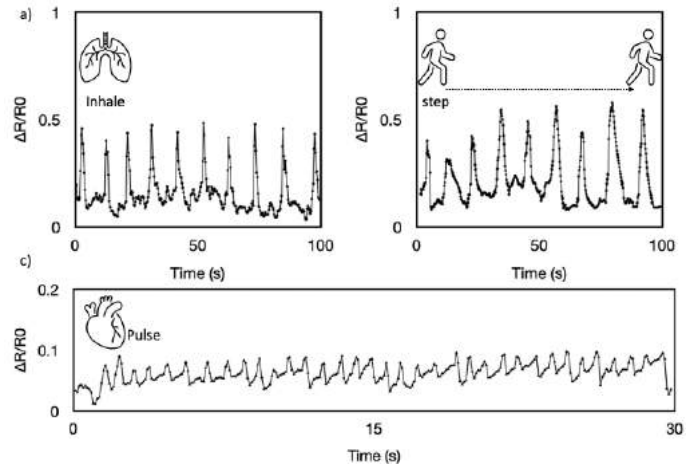 a)
1
Inhale
ΔR/R0
0.5
0
0
50
100
Time (s)
1
step
ΔR/R0
0.5
0
0
50
100
Time (s)
c)
0.2
Pulse
ΔR/R0
0.1
0
0
15
30
Time (s)